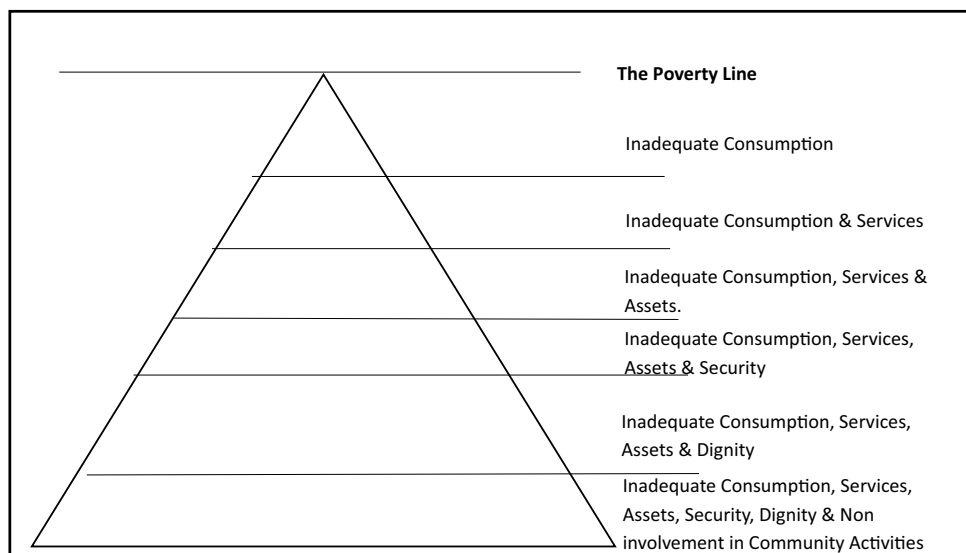 The Poverty Line
Inadequate Consumption
Inadequate Consumption & Services
Inadequate Consumption, Services &
Assets.
Inadequate Consumption, Services,
Assets & Security
Inadequate Consumption, Services,
Assets & Dignity
Inadequate Consumption, Services,
Assets, Security, Dignity & Non
involvement in Community Activities